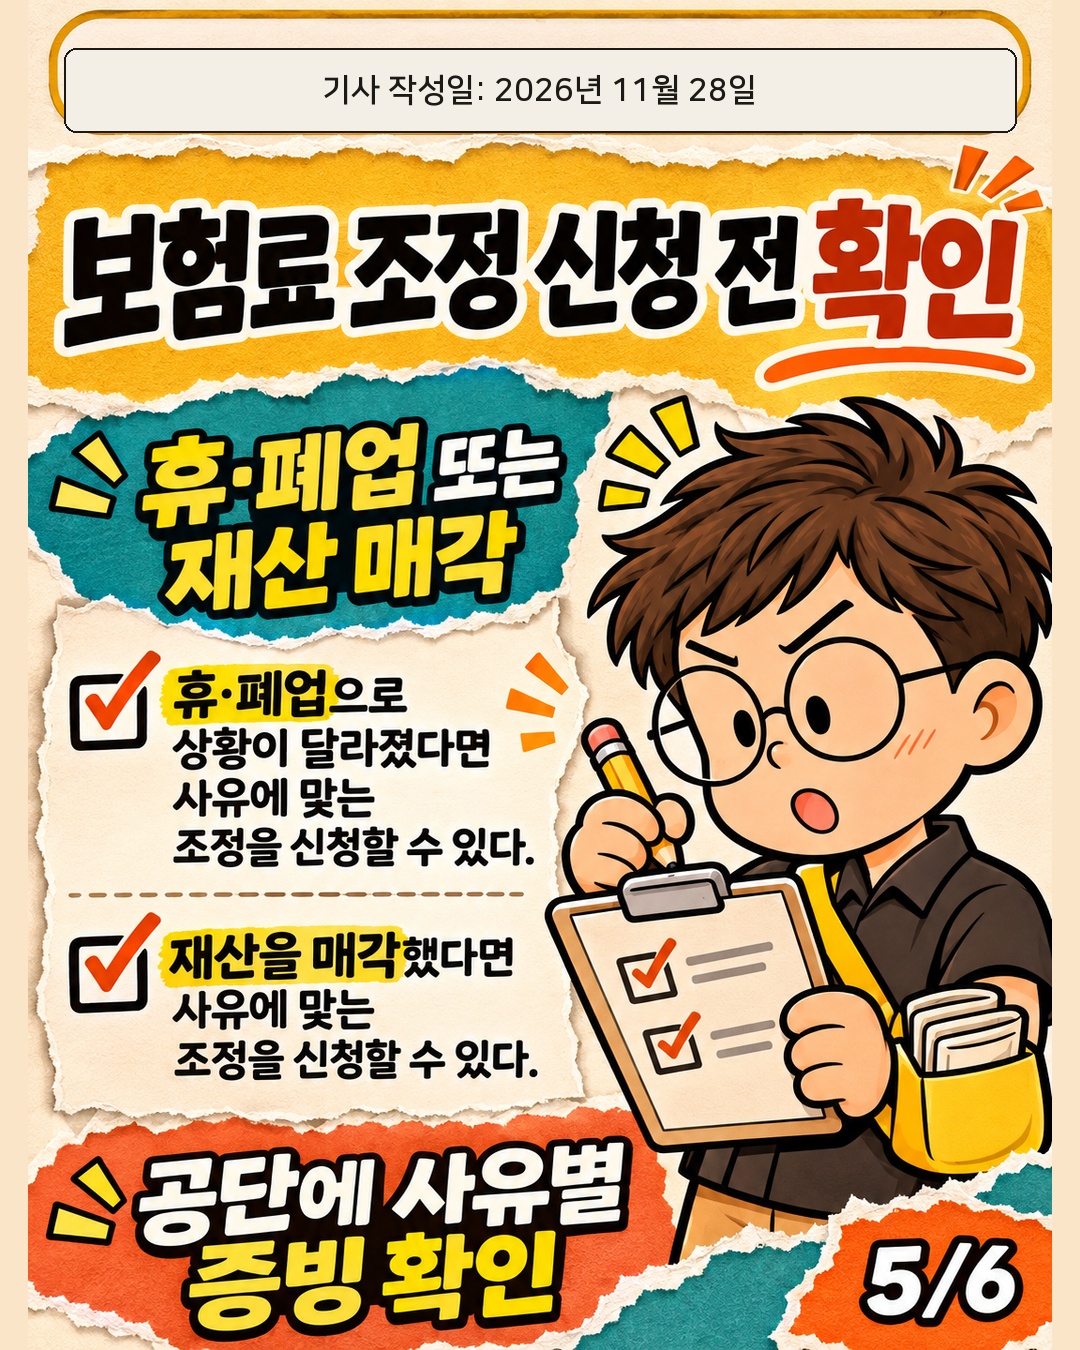 기사 작성일: 2026년 11월 28일
보험료 조정 신청 전 확인
휴·폐업 또는
재산 매각
휴·폐업으로
상황이 달라졌다면
사유에 맞는
조정을 신청할 수 있다.
재산을 매각했다면
사유에 맞는
조정을 신청할 수 있다.
공단에 사유별
증빙 확인
5/6